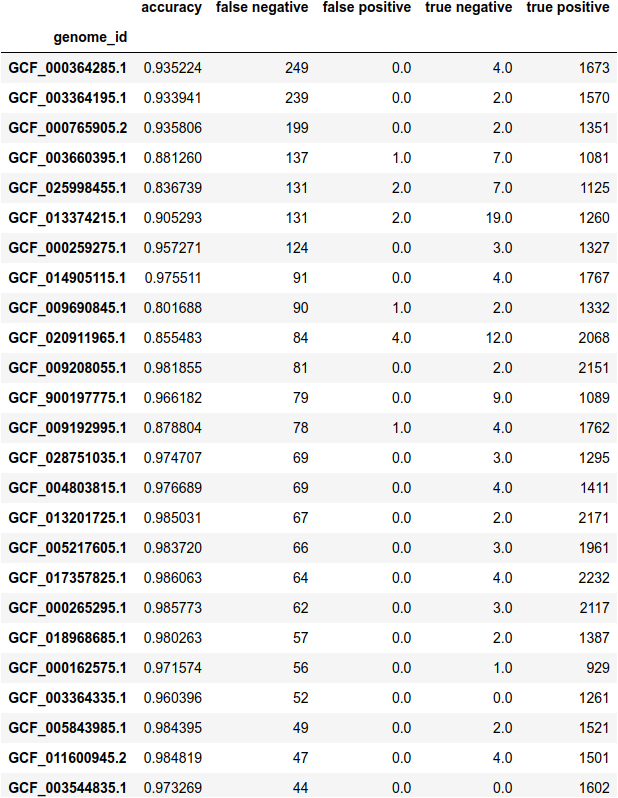 accuracy false negative false positive true negative true positive
genome_id
GCF_000364285.1 0.935224 249 0.0 4.0 1673
GCF_003364195.1 0.933941 239 0.0 2.0 1570
GCF_000765905.2 0.935806 199 0.0 2.0 1351
GCF_003660395.1 0.881260 137 1.0 7.0 1081
GCF_025998455.1 0.836739 131 2.0 7.0 1125
GCF_013374215.1 0.905293 131 2.0 19.0 1260
GCF_000259275.1 0.957271 124 0.0 3.0 1327
GCF_014905115.1 0.975511 91 0.0 4.0 1767
GCF_009690845.1 0.801688 90 1.0 2.0 1332
GCF_020911965.1 0.855483 84 4.0 12.0 2068
GCF_009208055.1 0.981855 81 0.0 2.0 2151
GCF_900197775.1 0.966182 79 0.0 9.0 1089
GCF_009192995.1 0.878804 78 1.0 4.0 1762
GCF_028751035.1 0.974707 69 0.0 3.0 1295
GCF_004803815.1 0.976689 69 0.0 4.0 1411
GCF_013201725.1 0.985031 67 0.0 2.0 2171
GCF_005217605.1 0.983720 66 0.0 3.0 1961
GCF_017357825.1 0.986063 64 0.0 4.0 2232
GCF_000265295.1 0.985773 62 0.0 3.0 2117
GCF_018968685.1 0.980263 57 0.0 2.0 1387
GCF_000162575.1 0.971574 56 0.0 1.0 929
GCF_003364335.1 0.960396 52 0.0 0.0 1261
GCF_005843985.1 0.984395 49 0.0 2.0 1521
GCF_011600945.2 0.984819 47 0.0 4.0 1501
GCF_003544835.1 0.973269 44 0.0 0.0 1602